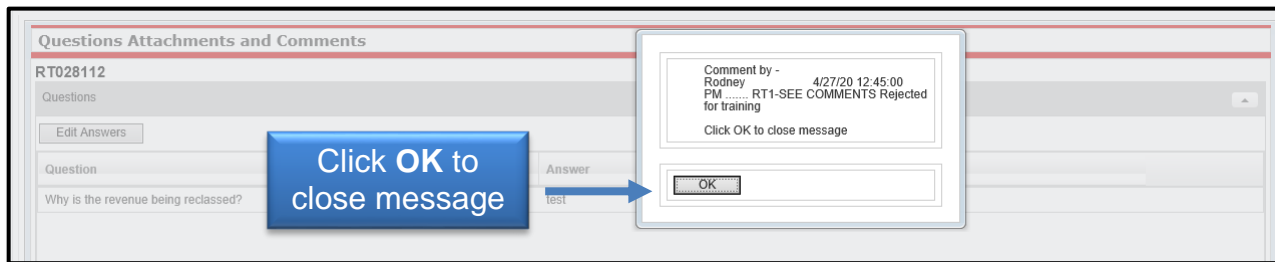 Questions Attachments and Comments
RT028112
Questions
Edit Answers
Question
Answer
Why is the revenue being reclassed?
test
Click OK to
close message
Comment by -
Rodney 4/27/20 12:45:00
PM ....... RT1-SEE COMMENTS Rejected
for training
Click OK to close message
OK